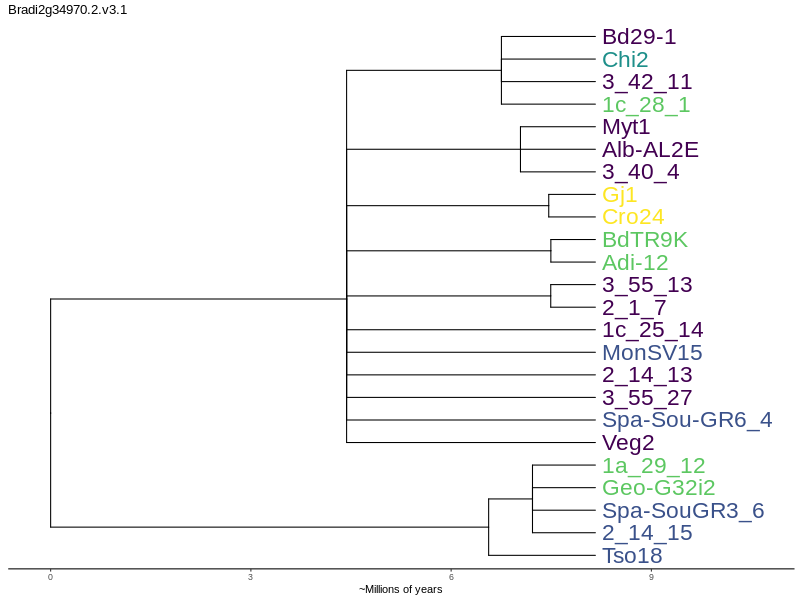 Bradi2g34970.2.v3.1
Bd29-1
Chi2
3_42_11
1c_28_1
Myt1
Alb-AL2E
3_40_4
Gj1
Cro24
BdTR9K
Adi-12
3_55_13
2_1_7
1c_25_14
MonSV15
2_14_13
3_55_27
Spa-Sou-GR6_4
Veg2
1a_29_12
Geo-G32i2
Spa-SouGR3_6
2_14_15
Tso18
0 3 6 9
~Millions of years